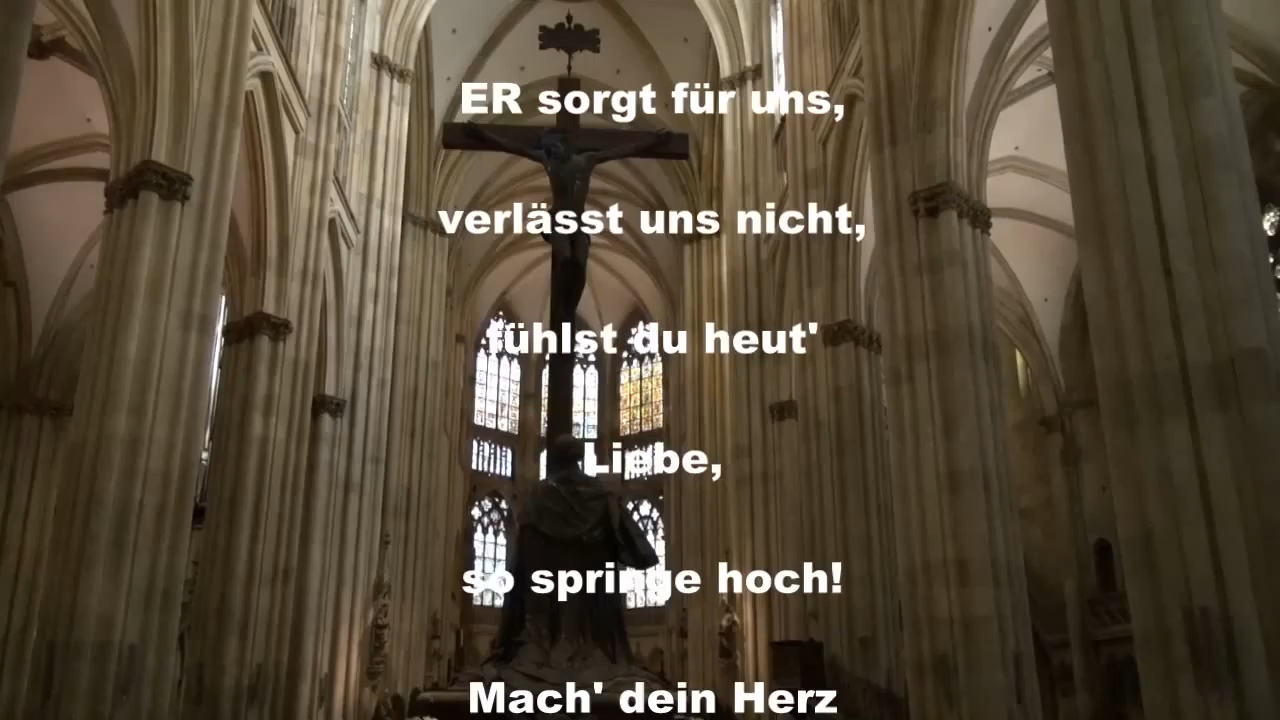 ER sorgt für uns,
verlässt uns nicht,
fühlst du heut'
Liebe,
so springe hoch!
Mach' dein Herz